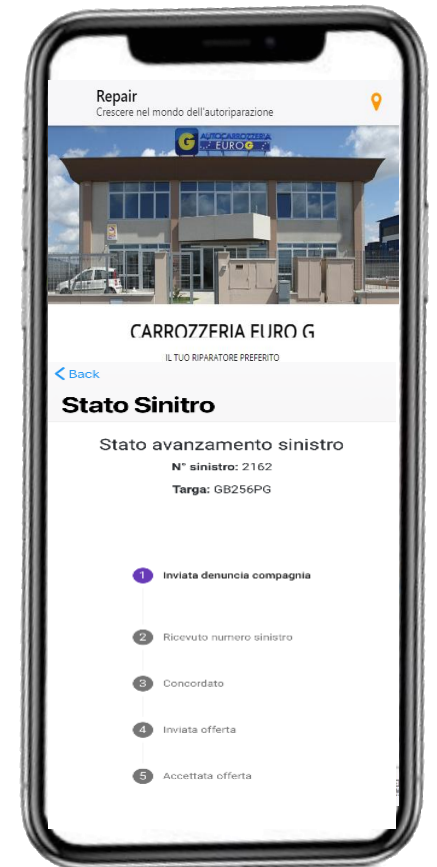 Repair
Crescere nel mondo dell'autoriparazione
G AUTOCARROZZERIA
EURO G
CARROZZERIA EURO G
IL TUO RIPARATORE PREFERITO
Back
Stato Sinitro
Stato avanzamento sinistro
N° sinistro: 2162
Targa: GB256PG
1 Inviata denuncia compagnia
2 Ricevuto numero sinistro
3 Concordato
4 Inviata offerta
5 Accettata offerta